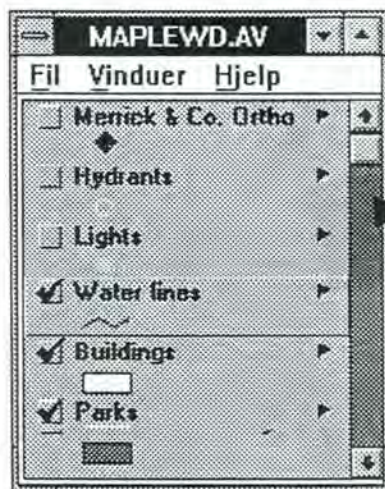 MAPLEWD.AV
Fil Vinduer Hjelp
Merrick & Co. Ortho
Hydrants
Lights
Water lines
Buildings
Parks